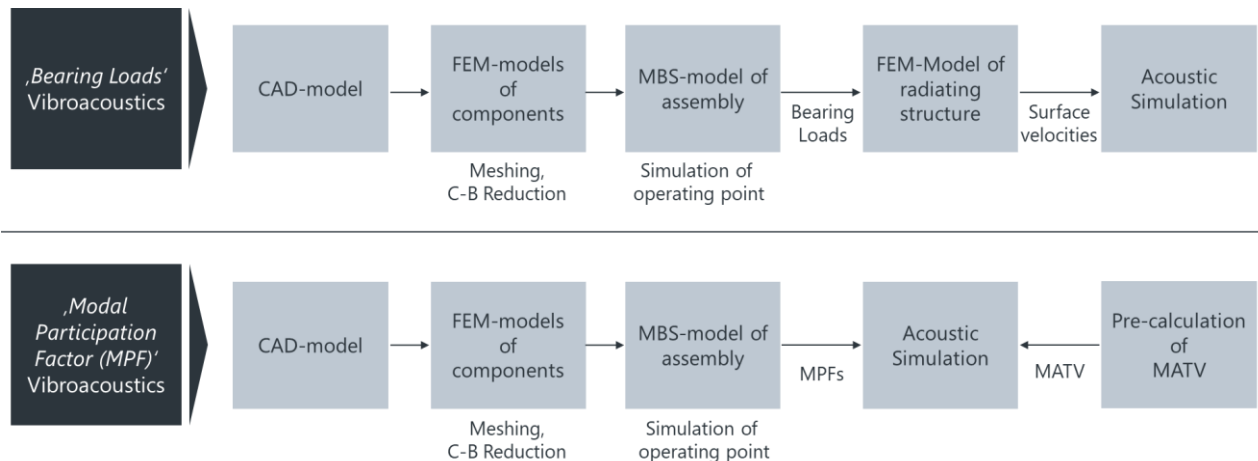 ‚Bearing Loads‘
Vibroacoustics
CAD-model
FEM-models
of
components
Meshing,
C-B Reduction
MBS-model of
assembly
Simulation of
operating point
Bearing
Loads
FEM-Model of
radiating
structure
Surface
velocities
Acoustic
Simulation
‚Modal
Participation
Factor (MPF)‘
Vibroacoustics
CAD-model
FEM-models
of
components
Meshing,
C-B Reduction
MBS-model of
assembly
Simulation of
operating point
MPFs
Acoustic
Simulation
MATV
Pre-calculation
of
MATV